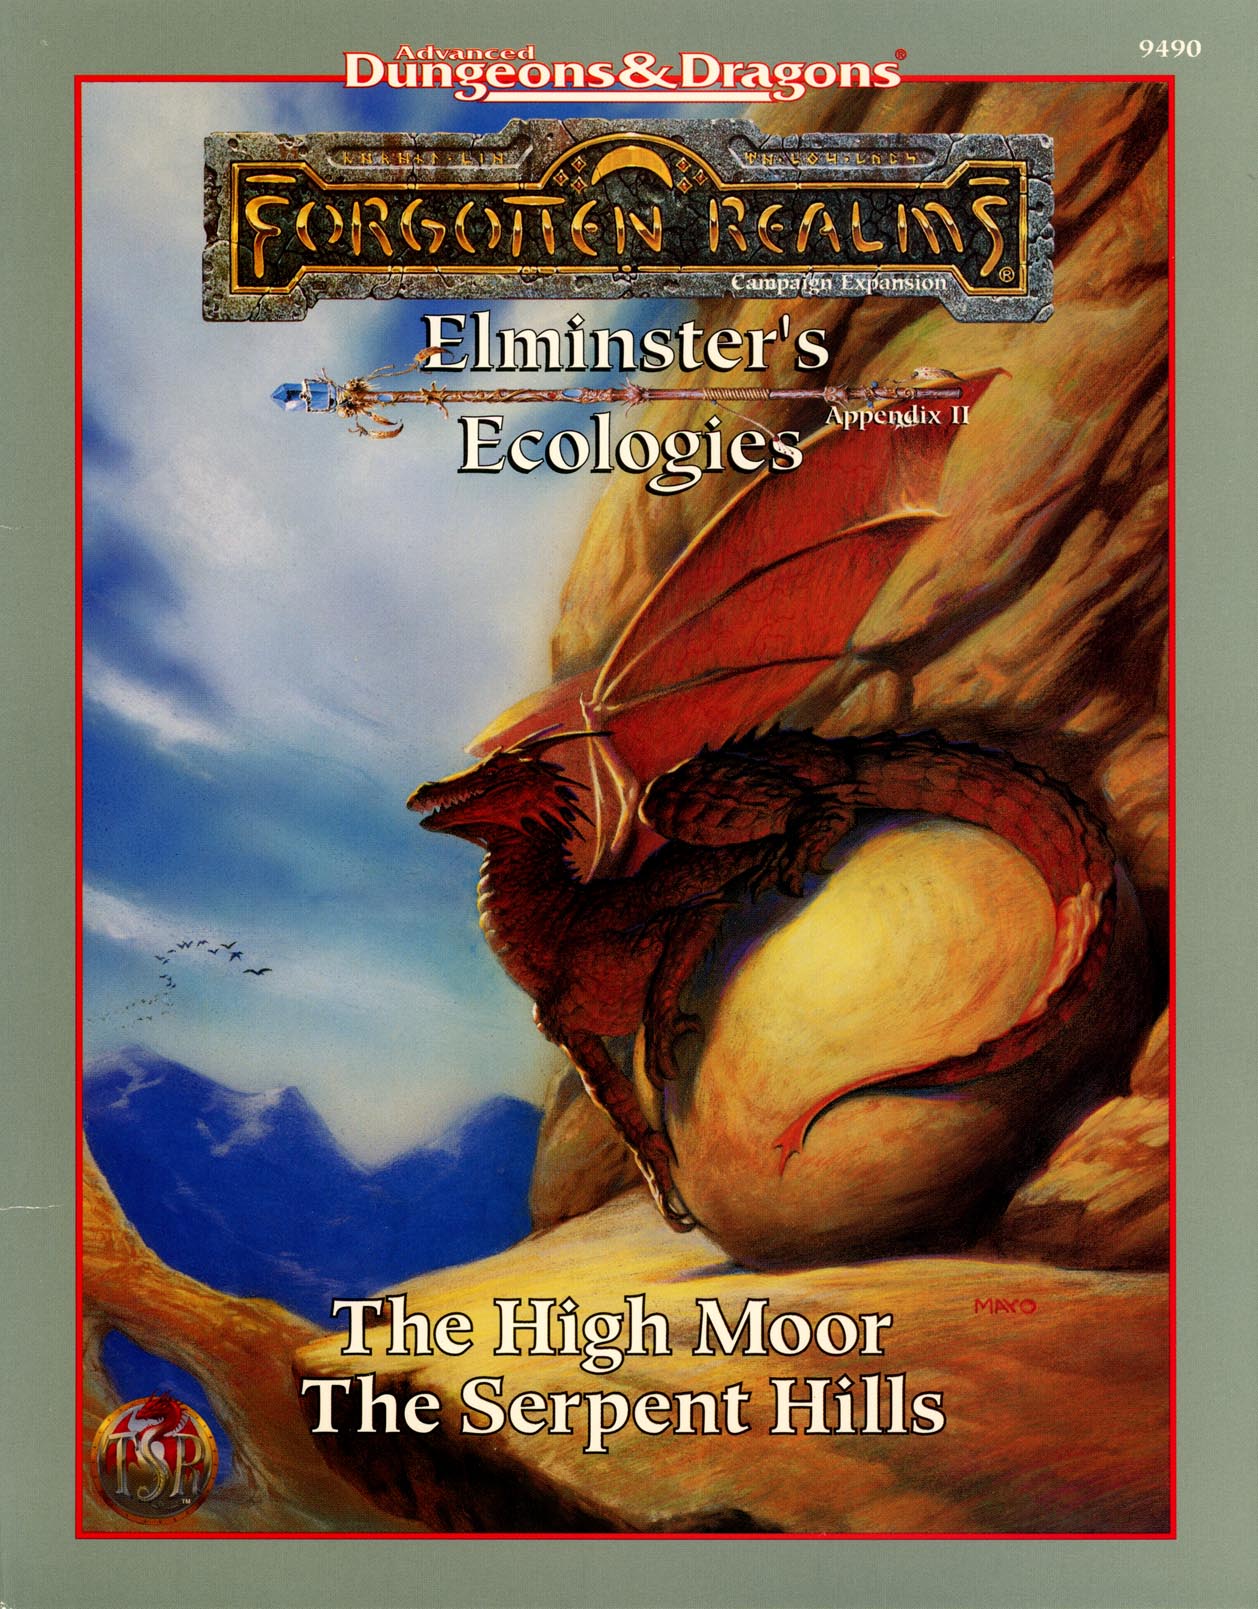 9490
Advanced
Dungeons & Dragons®
FORGOTTEN REALMS®
Campaign Expansion
Elminster's
Appendix II
Ecologies
MAYO
The High Moor
The Serpent Hills
TSR
™